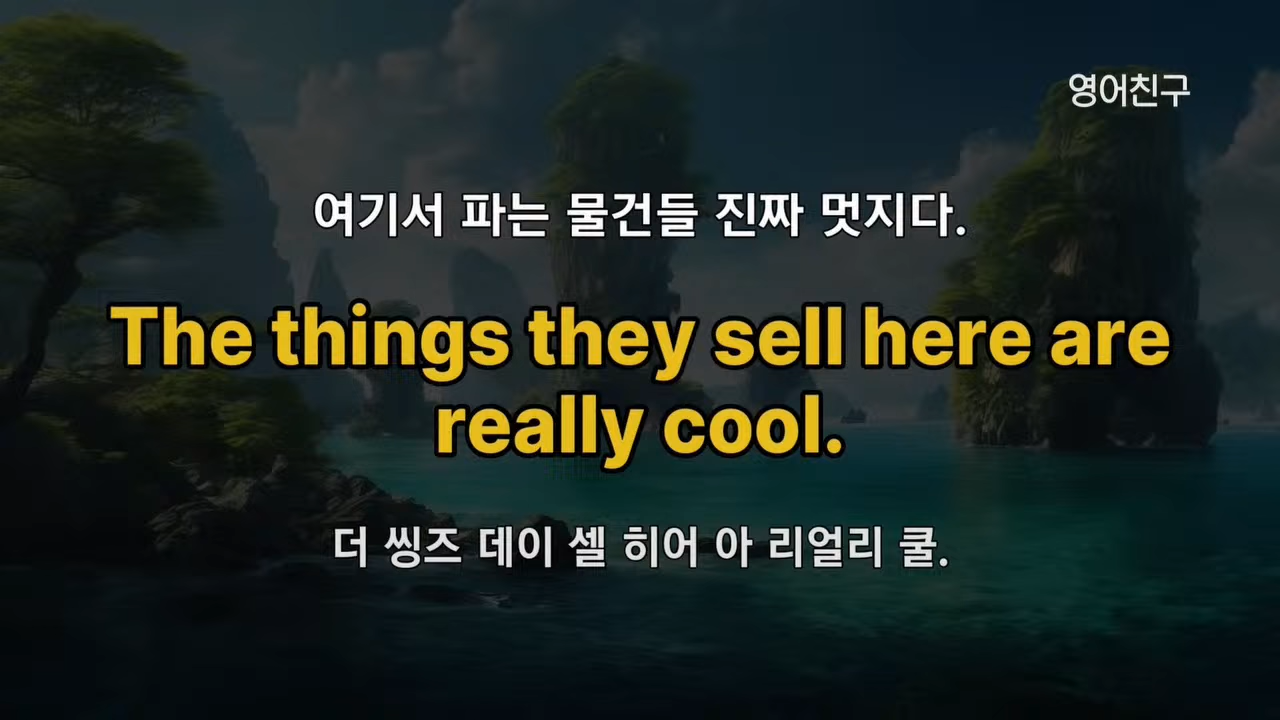 영어친구
여기서 파는 물건들 진짜 멋지다.
The things they sell here are
really cool.
더 씽즈 데이 셀 히어 아 리얼리 쿨.